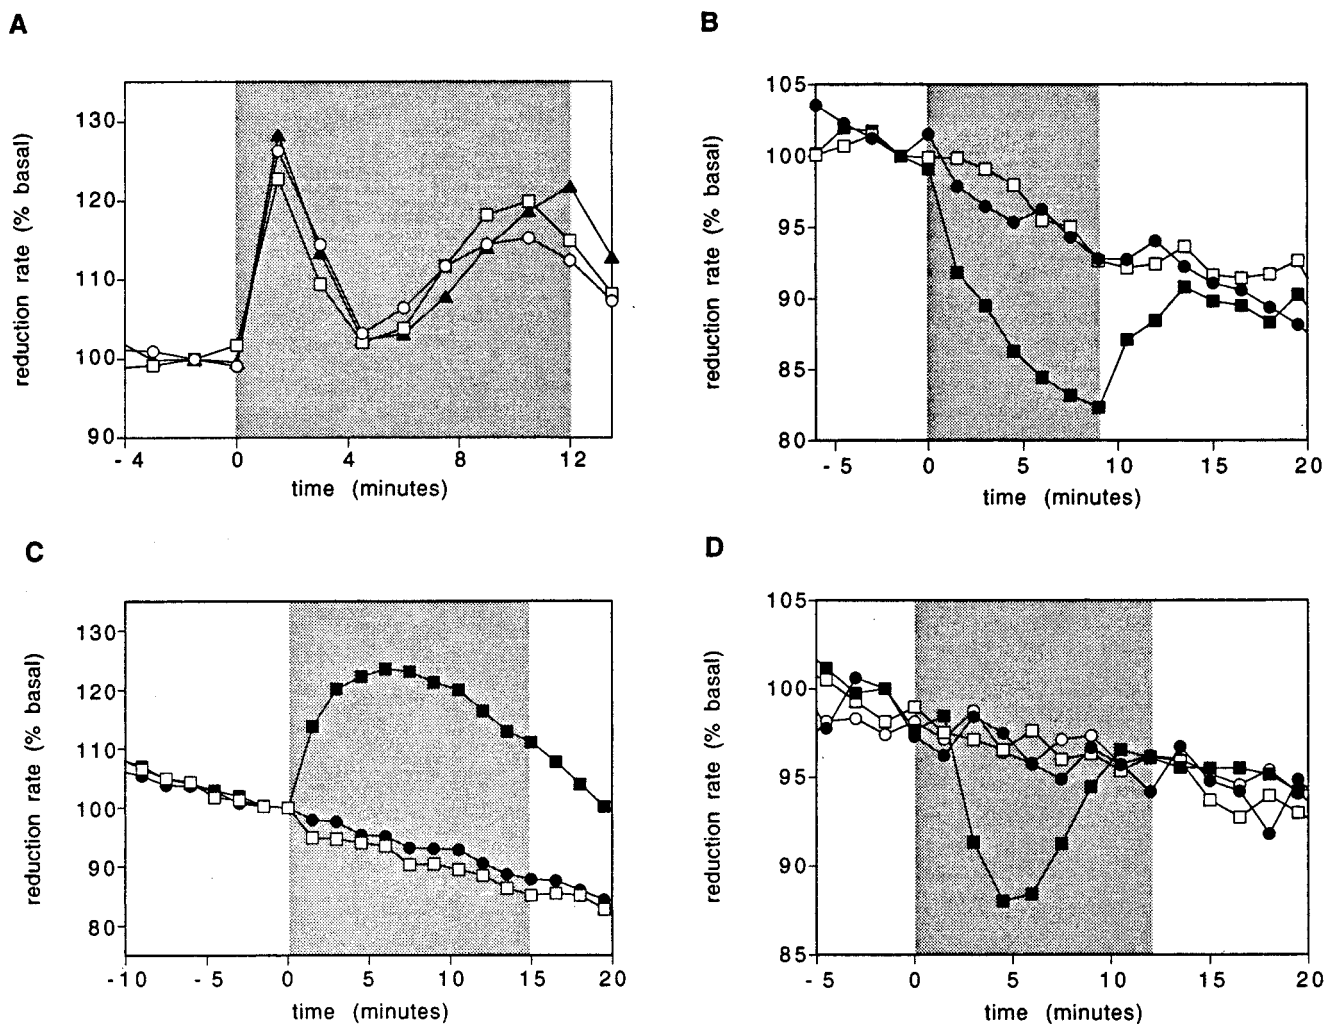 A
reduction rate (% basal)
130
120
110
100
90
- 4 0 4 8 12
time (minutes)
B
reduction rate (% basal)
105
100
95
90
85
80
- 5 0 5 10 15 20
time (minutes)
C
reduction rate (% basal)
130
120
110
100
90
80
-10 - 5 0 5 10 15 20
time (minutes)
D
reduction rate (% basal)
105
100
95
90
85
- 5 0 5 10 15 20
time (minutes)